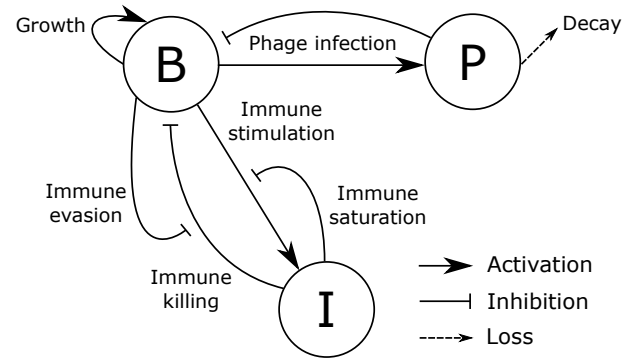 Growth
B
Phage infection
P
Decay
Immune
stimulation
Immune
evasion
Immune
saturation
Immune
killing
I
Activation
Inhibition
Loss